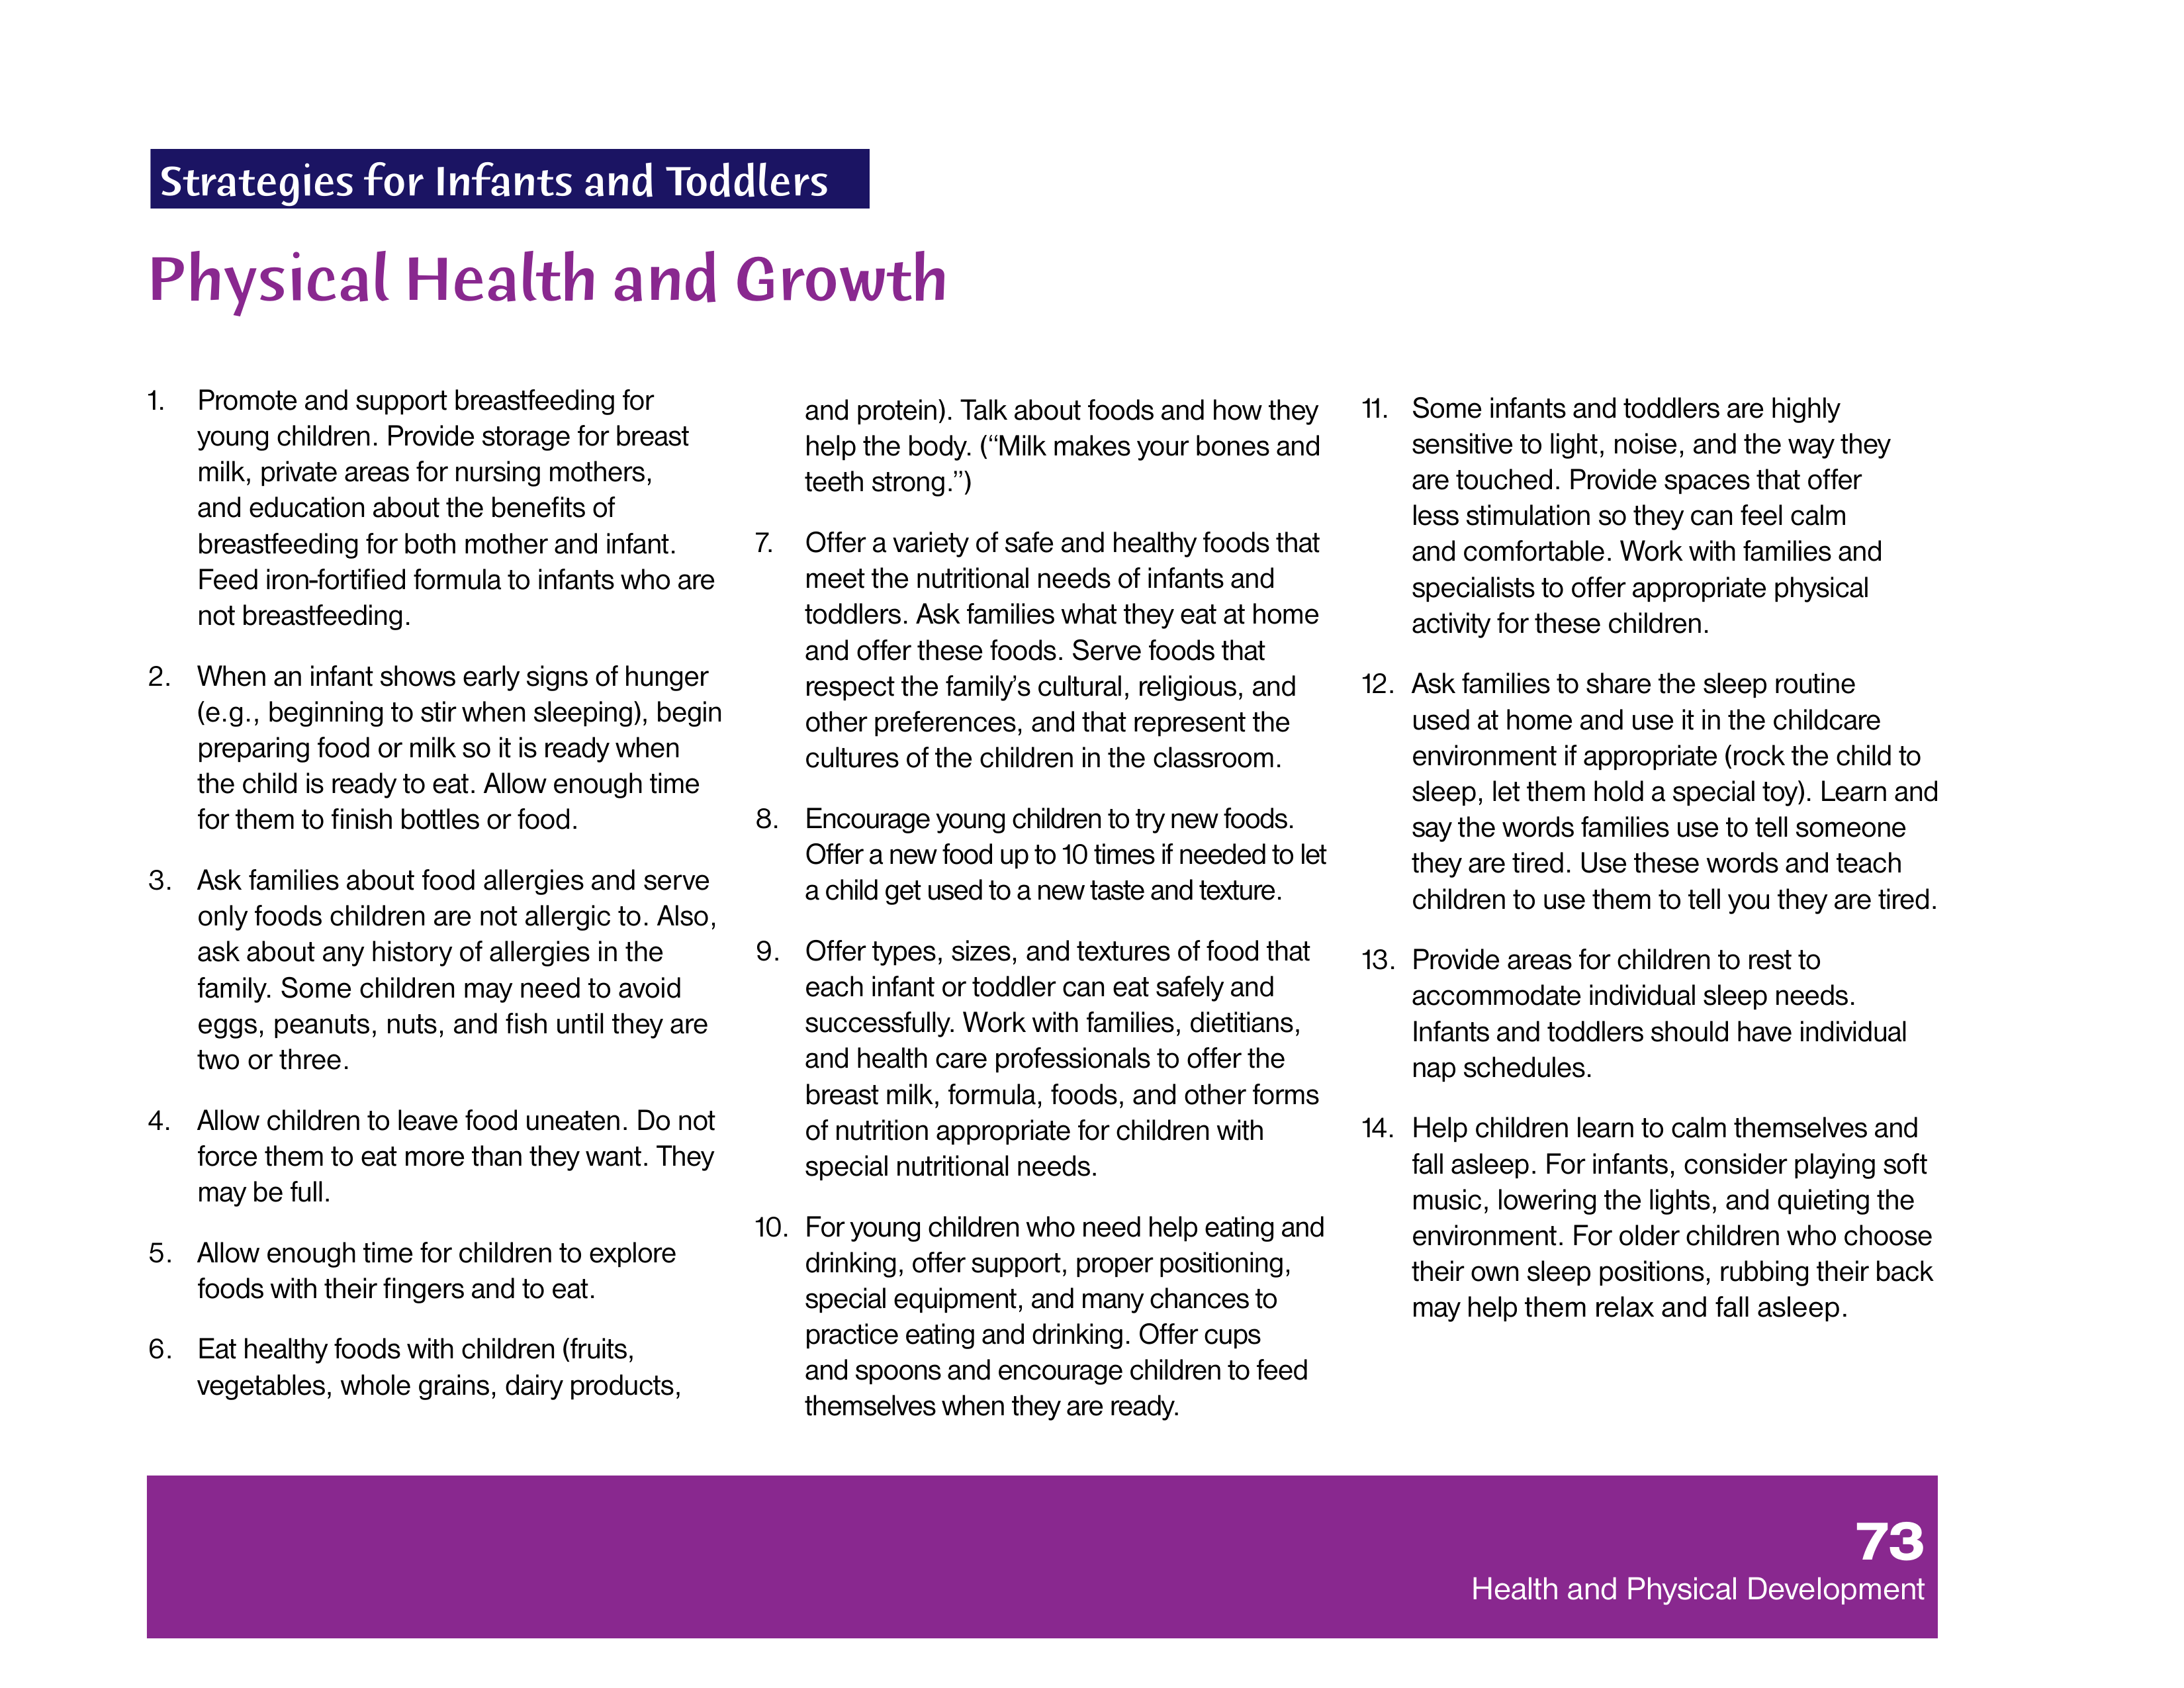 Strategies for Infants and Toddlers
Physical Health and Growth
1. Promote and support breastfeeding for
young children. Provide storage for breast
milk, private areas for nursing mothers,
and education about the benefits of
breastfeeding for both mother and infant.
Feed iron-fortified formula to infants who are
not breastfeeding.
2. When an infant shows early signs of hunger
(e.g., beginning to stir when sleeping), begin
preparing food or milk so it is ready when
the child is ready to eat. Allow enough time
for them to finish bottles or food.
3. Ask families about food allergies and serve
only foods children are not allergic to. Also,
ask about any history of allergies in the
family. Some children may need to avoid
eggs, peanuts, nuts, and fish until they are
two or three.
4. Allow children to leave food uneaten. Do not
force them to eat more than they want. They
may be full.
5. Allow enough time for children to explore
foods with their fingers and to eat.
6. Eat healthy foods with children (fruits,
vegetables, whole grains, dairy products,
and protein). Talk about foods and how they
help the body. (“Milk makes your bones and
teeth strong.”)
7. Offer a variety of safe and healthy foods that
meet the nutritional needs of infants and
toddlers. Ask families what they eat at home
and offer these foods. Serve foods that
respect the family’s cultural, religious, and
other preferences, and that represent the
cultures of the children in the classroom.
8. Encourage young children to try new foods.
Offer a new food up to 10 times if needed to let
a child get used to a new taste and texture.
9. Offer types, sizes, and textures of food that
each infant or toddler can eat safely and
successfully. Work with families, dietitians,
and health care professionals to offer the
breast milk, formula, foods, and other forms
of nutrition appropriate for children with
special nutritional needs.
10. For young children who need help eating and
drinking, offer support, proper positioning,
special equipment, and many chances to
practice eating and drinking. Offer cups
and spoons and encourage children to feed
themselves when they are ready.
11. Some infants and toddlers are highly
sensitive to light, noise, and the way they
are touched. Provide spaces that offer
less stimulation so they can feel calm
and comfortable. Work with families and
specialists to offer appropriate physical
activity for these children.
12. Ask families to share the sleep routine
used at home and use it in the childcare
environment if appropriate (rock the child to
sleep, let them hold a special toy). Learn and
say the words families use to tell someone
they are tired. Use these words and teach
children to use them to tell you they are tired.
13. Provide areas for children to rest to
accommodate individual sleep needs.
Infants and toddlers should have individual
nap schedules.
14. Help children learn to calm themselves and
fall asleep. For infants, consider playing soft
music, lowering the lights, and quieting the
environment. For older children who choose
their own sleep positions, rubbing their back
may help them relax and fall asleep.
73
Health and Physical Development